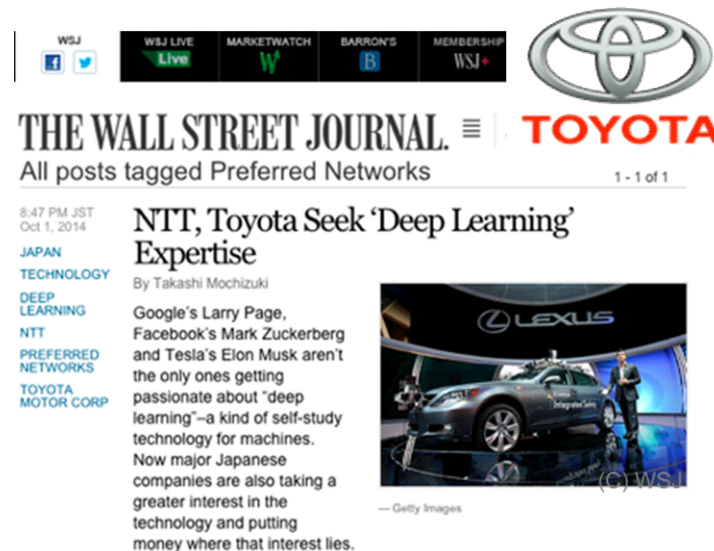 WSJ
WSJ LIVE
Live
MARKETWATCH
W
BARRON'S
B
MEMBERSHIP
WSJ+
TOYOTA
THE WALL STREET JOURNAL.
All posts tagged Preferred Networks
1 - 1 of 1
8:47 PM JST
Oct 1, 2014
JAPAN
TECHNOLOGY
DEEP
LEARNING
NTT
PREFERRED
NETWORKS
TOYOTA
MOTOR CORP
NTT, Toyota Seek ‘Deep Learning’
Expertise
By Takashi Mochizuki
Google's Larry Page,
Facebook's Mark Zuckerberg
and Tesla's Elon Musk aren't
the only ones getting
passionate about “deep
learning”–a kind of self-study
technology for machines.
Now major Japanese
companies are also taking a
greater interest in the
technology and putting
money where that interest lies.
LEXUS
Integrated Safety
(C) WSJ
— Getty Images